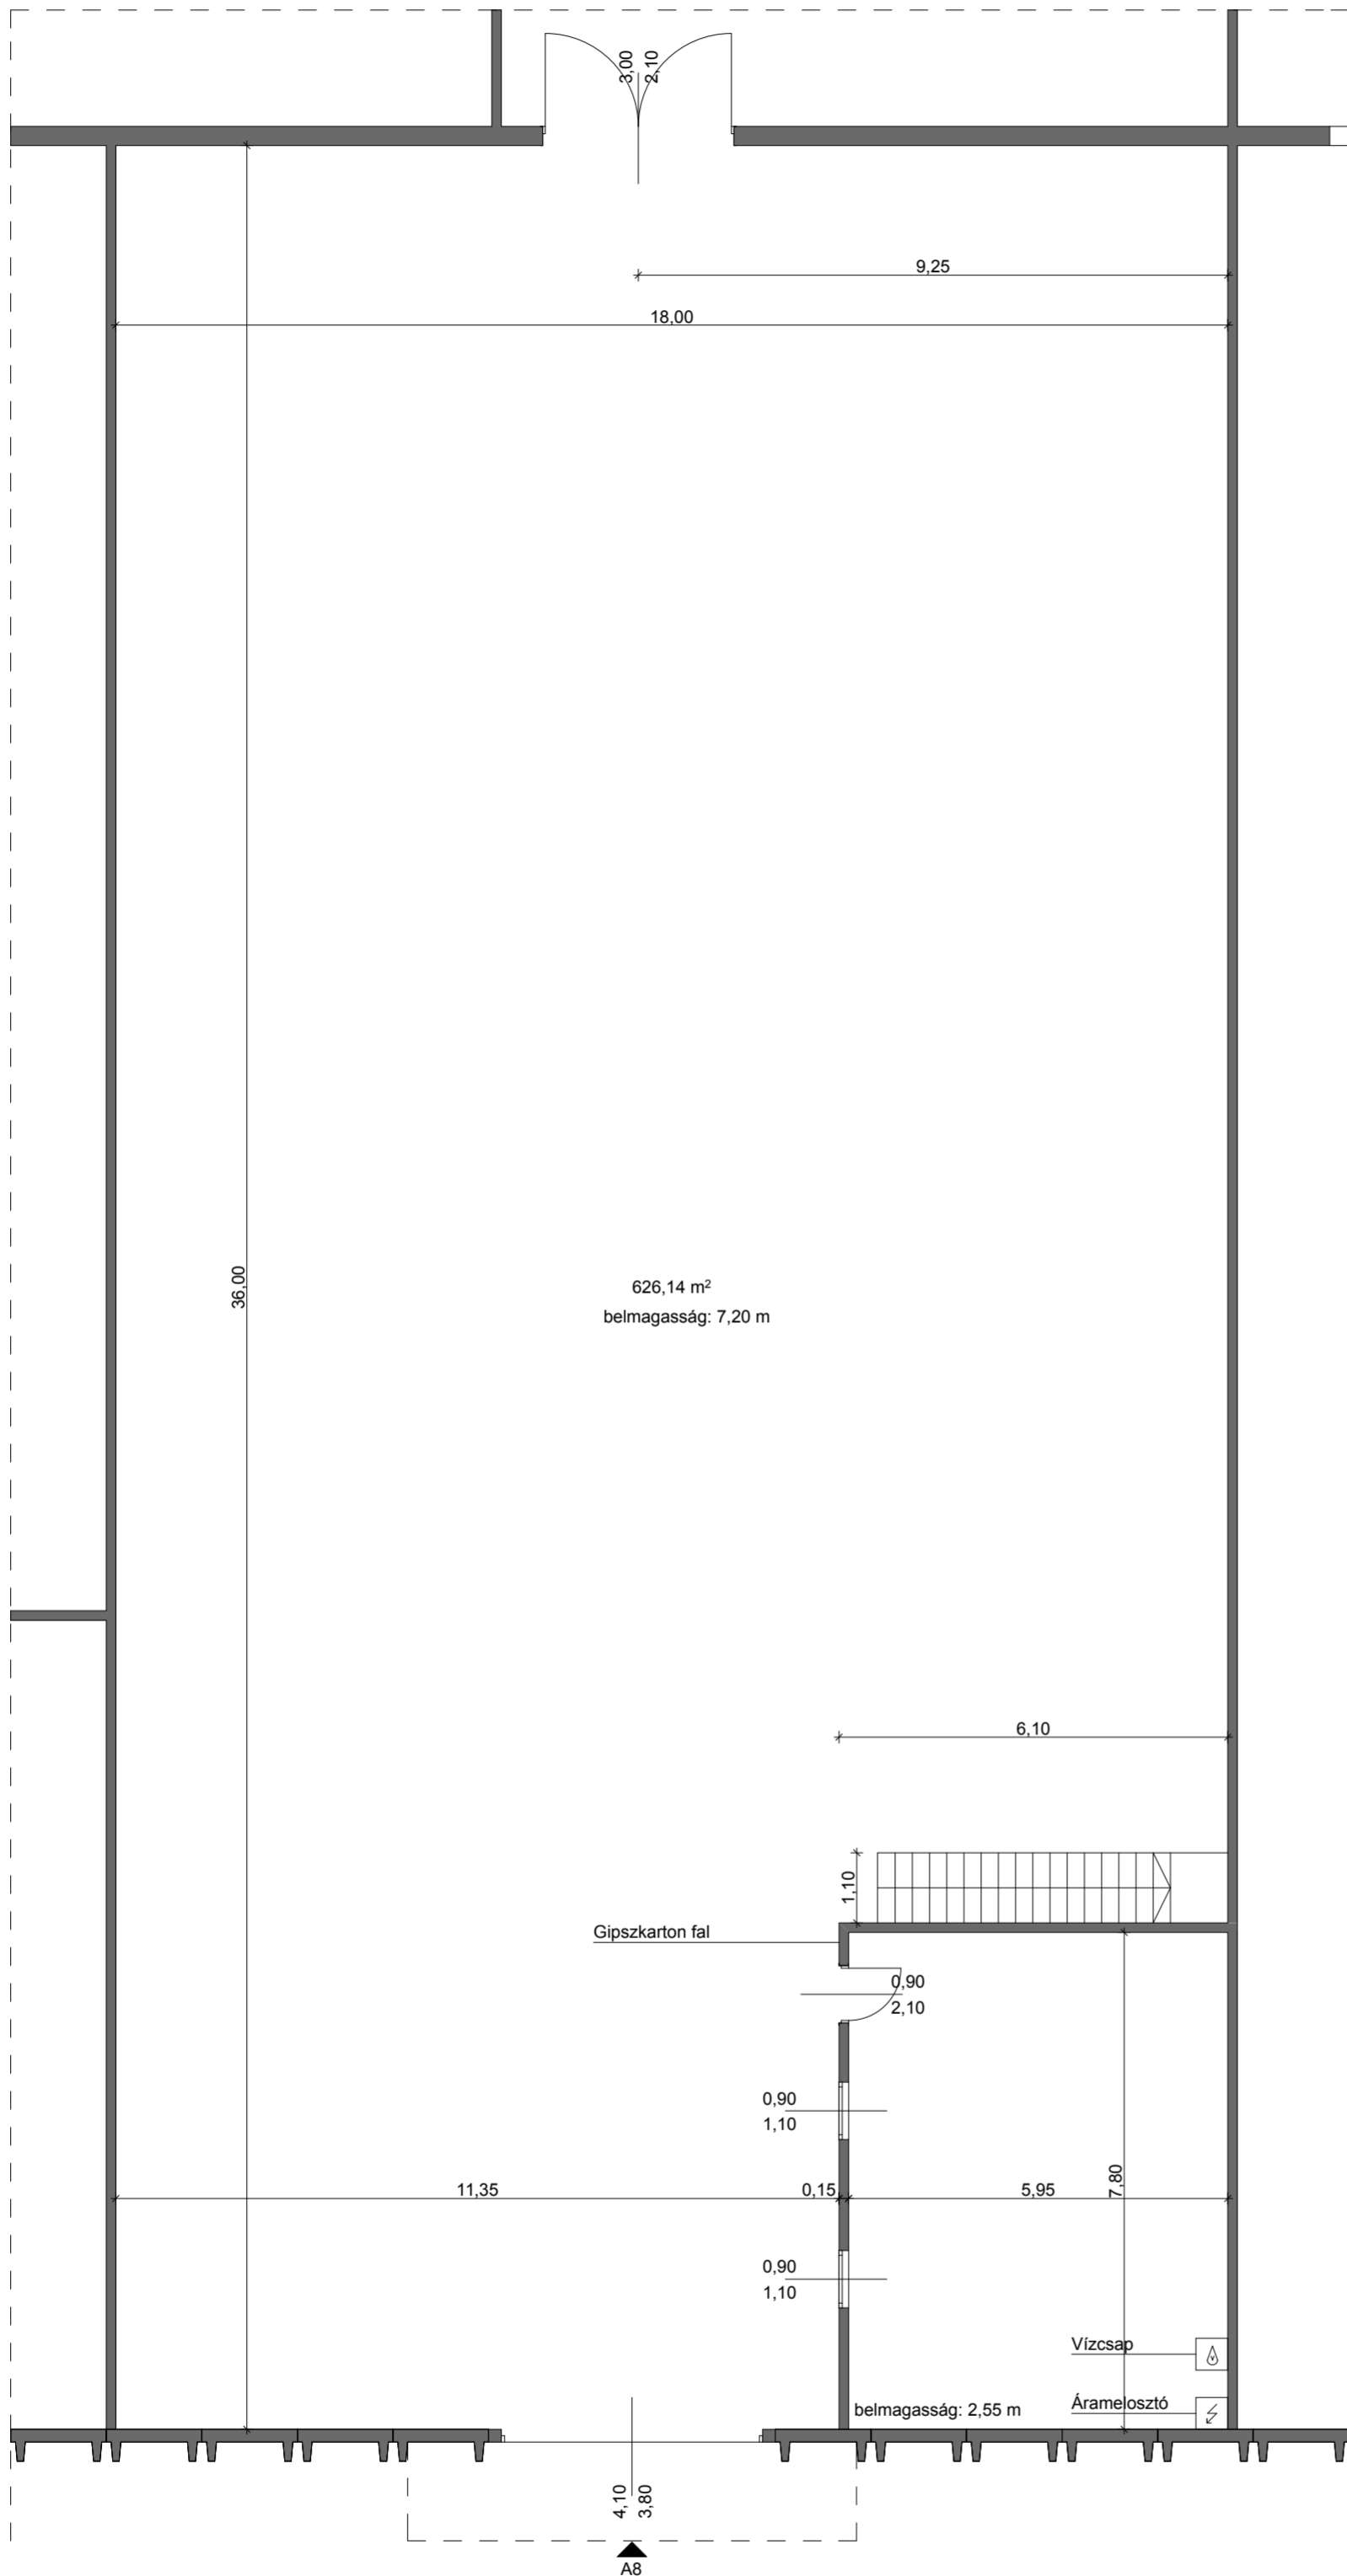 3,00
2,10
9,25
18,00
36,00
626,14 m²
belmagasság: 7,20 m
6,10
1,10
Gipszkarton fal
0,90
2,10
0,90
1,10
11,35
0,15
5,95
7,80
0,90
1,10
Vízcsap
Áramelosztó
belmagasság: 2,55 m
4,10
3,80
A8